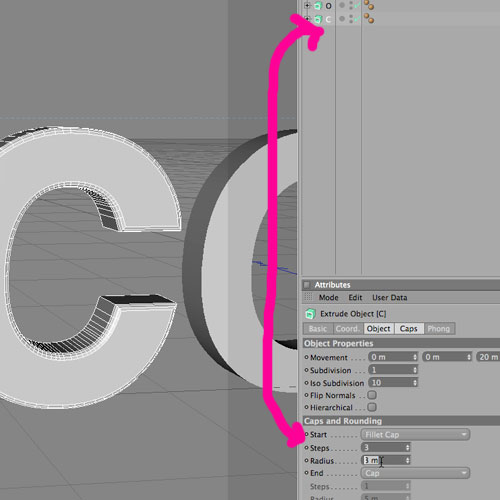 O
C
C O
Attributes
Mode Edit User Data
Extrude Object [C]
Basic Coord. Object Caps Phong
Object Properties
Movement 0 m 0 m 20 m
Subdivision 1
Iso Subdivision 10
Flip Normals
Hierarchical
Caps and Rounding
Start Fillet Cap
Steps 3
Radius 3 m
End Cap
Steps 1
Radius 5 m